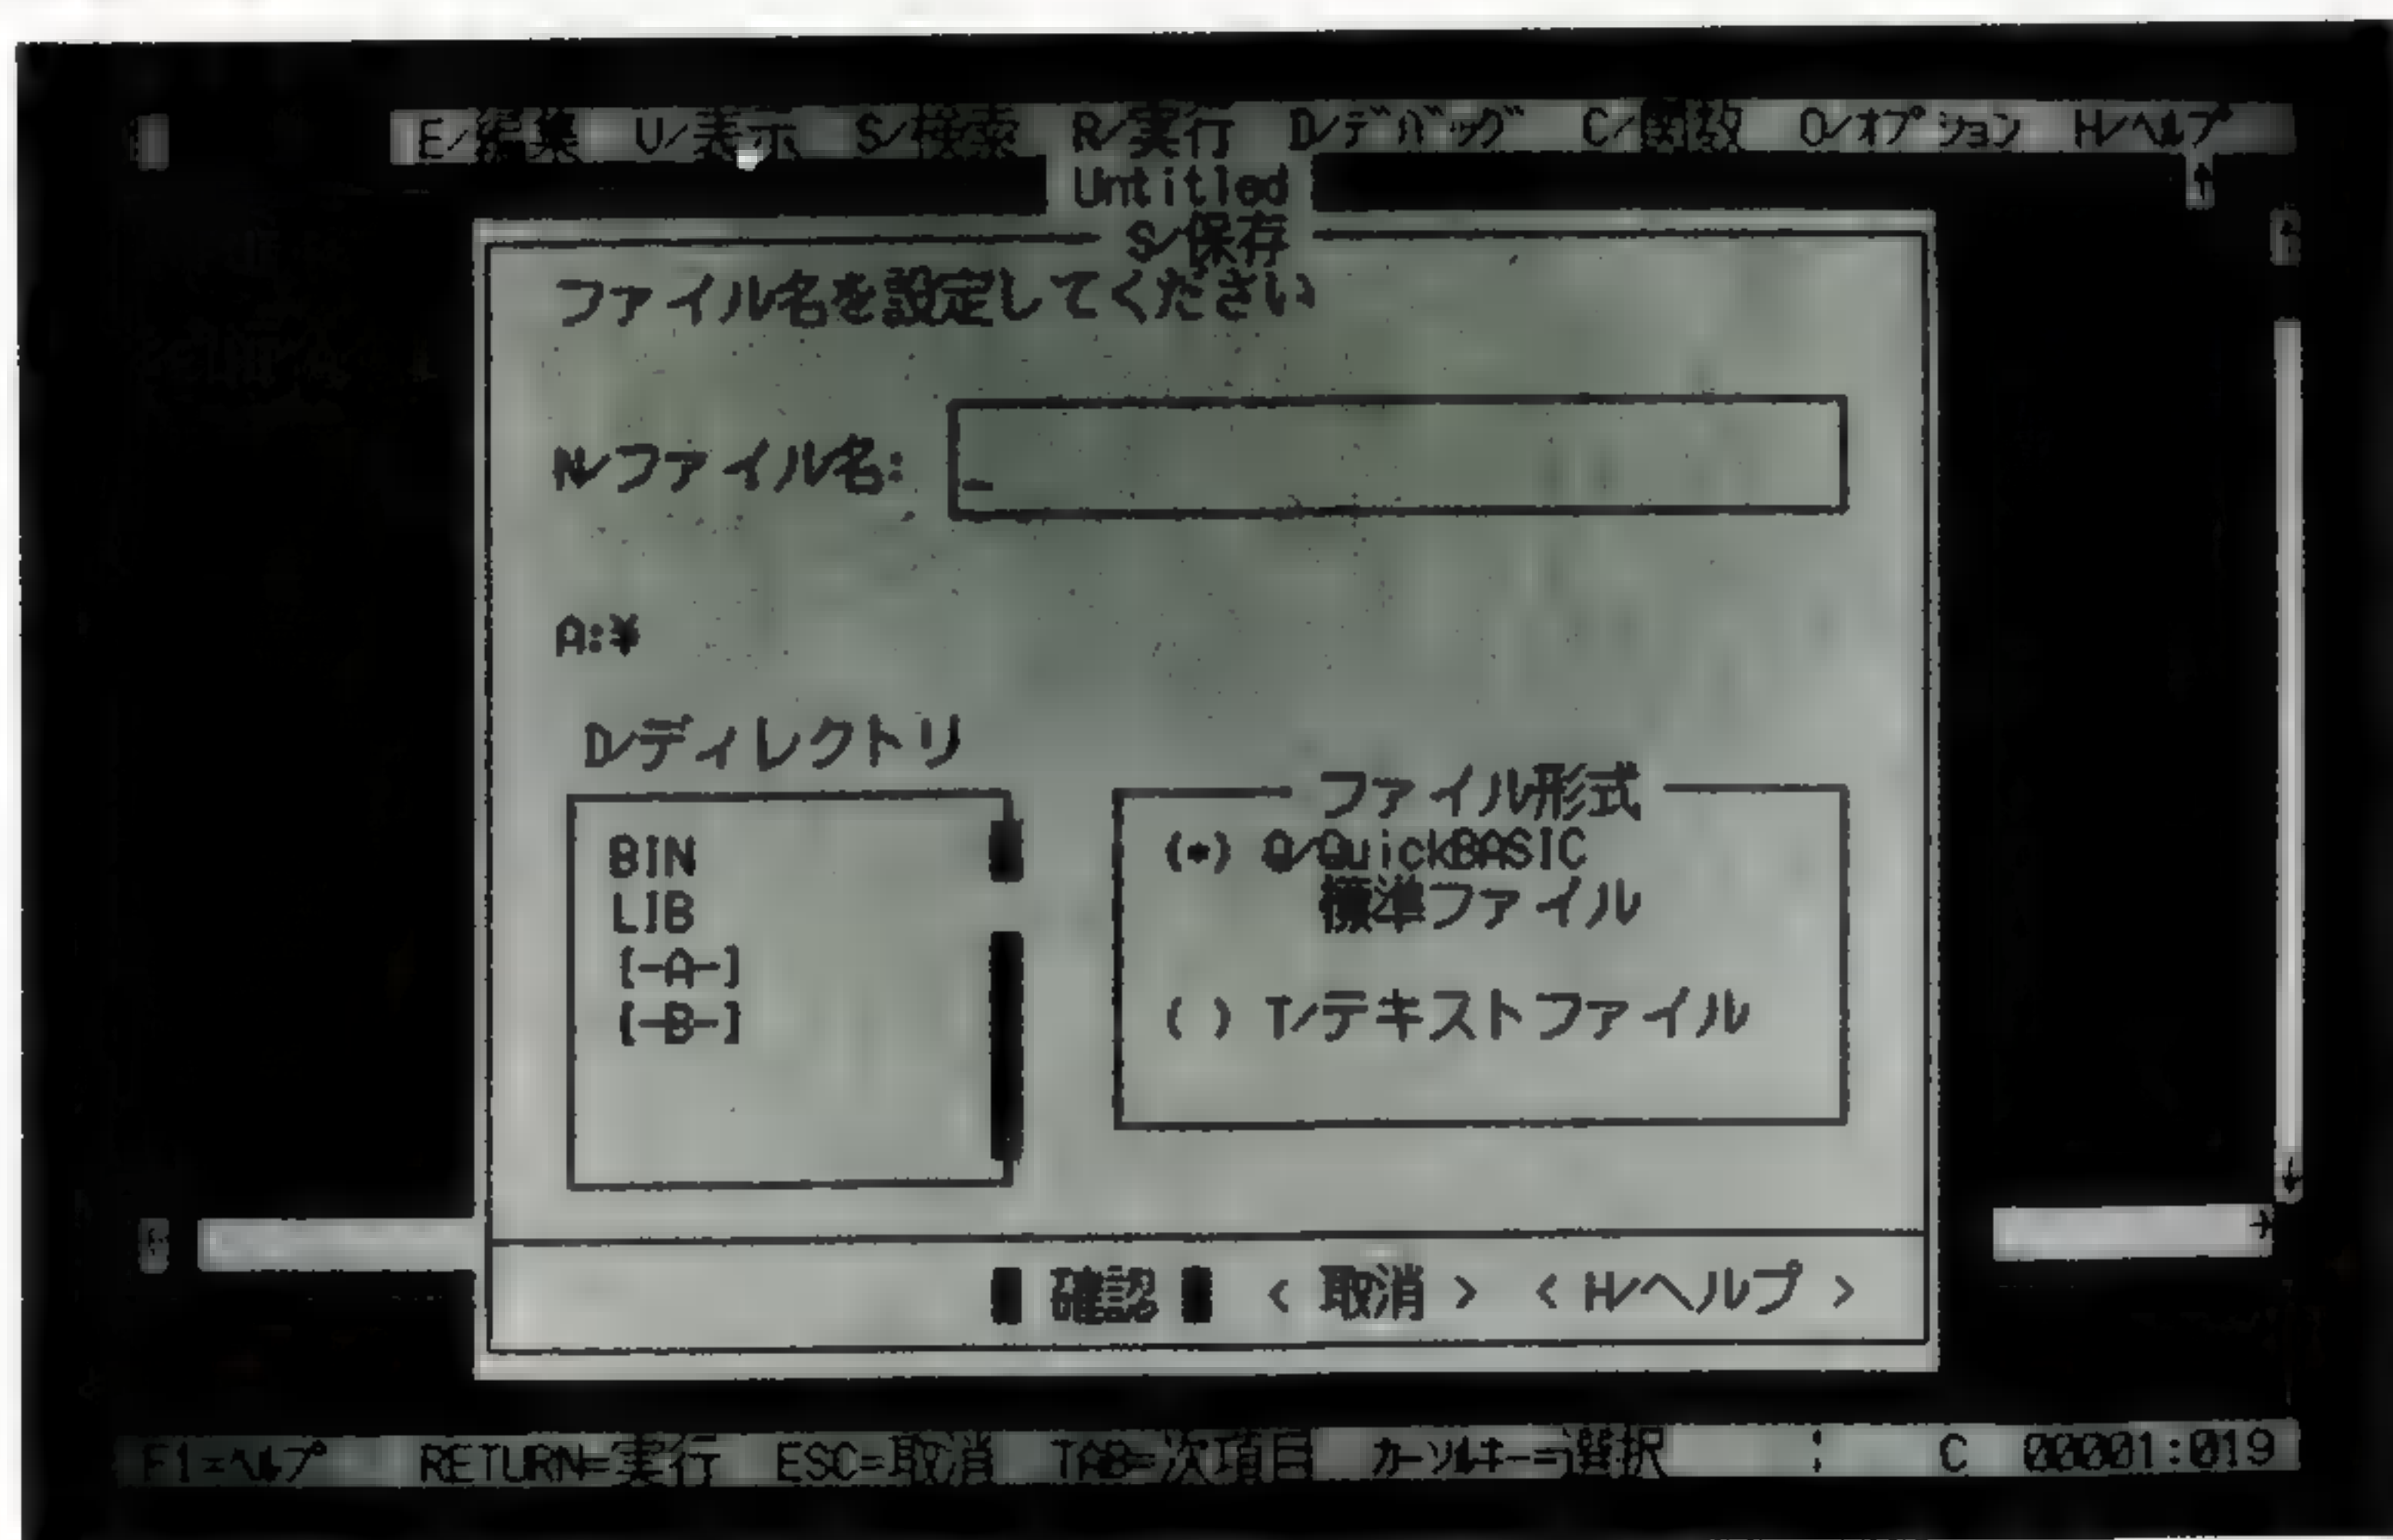 E/編集 V/表示 S/検索 R/実行 D/ﾃﾞﾊﾞｯｸﾞ C/関数 O/ｵﾌﾟｼｮﾝ H/ﾍﾙﾌﾟ
Untitled
S/保存
ファイル名を設定してください
N/ファイル名:
A:¥
D/ディレクトリ
BIN
LIB
[-A-]
[-B-]
ファイル形式
(•) Q/QuickBASIC
標準ファイル
( ) T/テキストファイル
確認 < 取消 > < H/ヘルプ >
F1=ﾍﾙﾌﾟ RETURN=実行 ESC=取消 TAB=次項目 ｶｰｿﾙｷｰ=選択 : C 00001:019